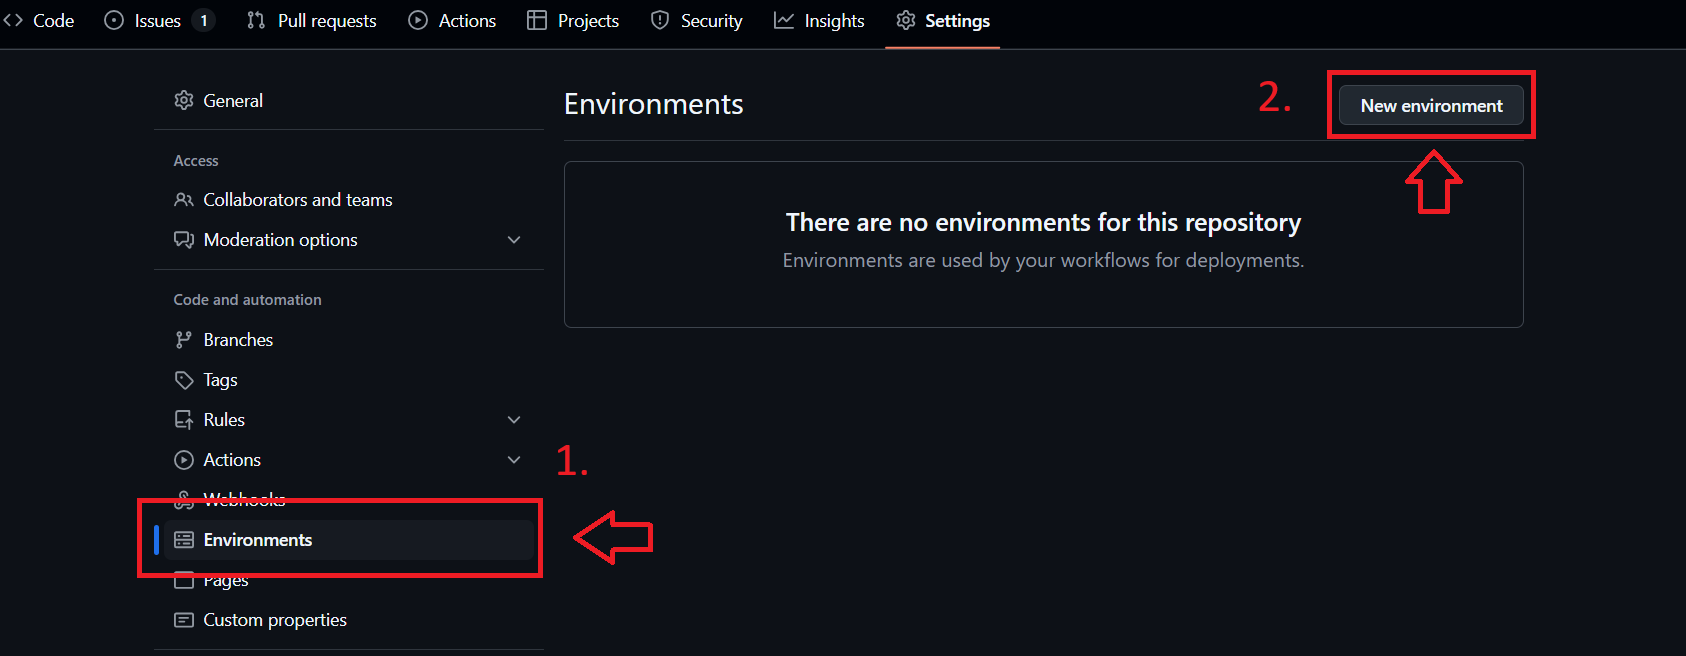 Code Issues 1 Pull requests Actions Projects Security Insights Settings
General
Access
Collaborators and teams
Moderation options
Code and automation
Branches
Tags
Rules
Actions
Webhooks
Environments
Pages
Custom properties
1.
Environments
2.
New environment
There are no environments for this repository
Environments are used by your workflows for deployments.